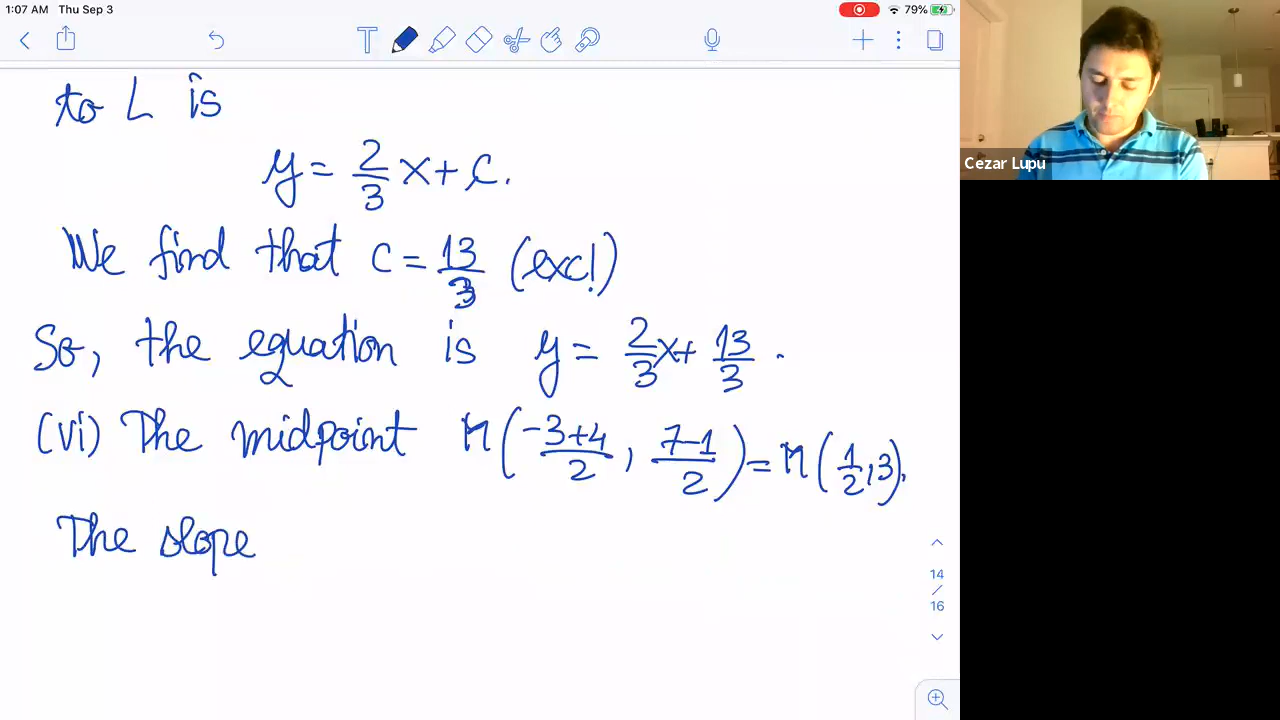 1:07 AM Thu Sep 3
79%
Cezar Lupu
to L is
y = 2/3 x + c.
We find that c = 13/3 (exc!)
So, the equation is y = 2/3 x + 13/3 .
(vi) The midpoint M(-3+4/2, 7-1/2) = M(1/2, 3).
The slope
14
/
16